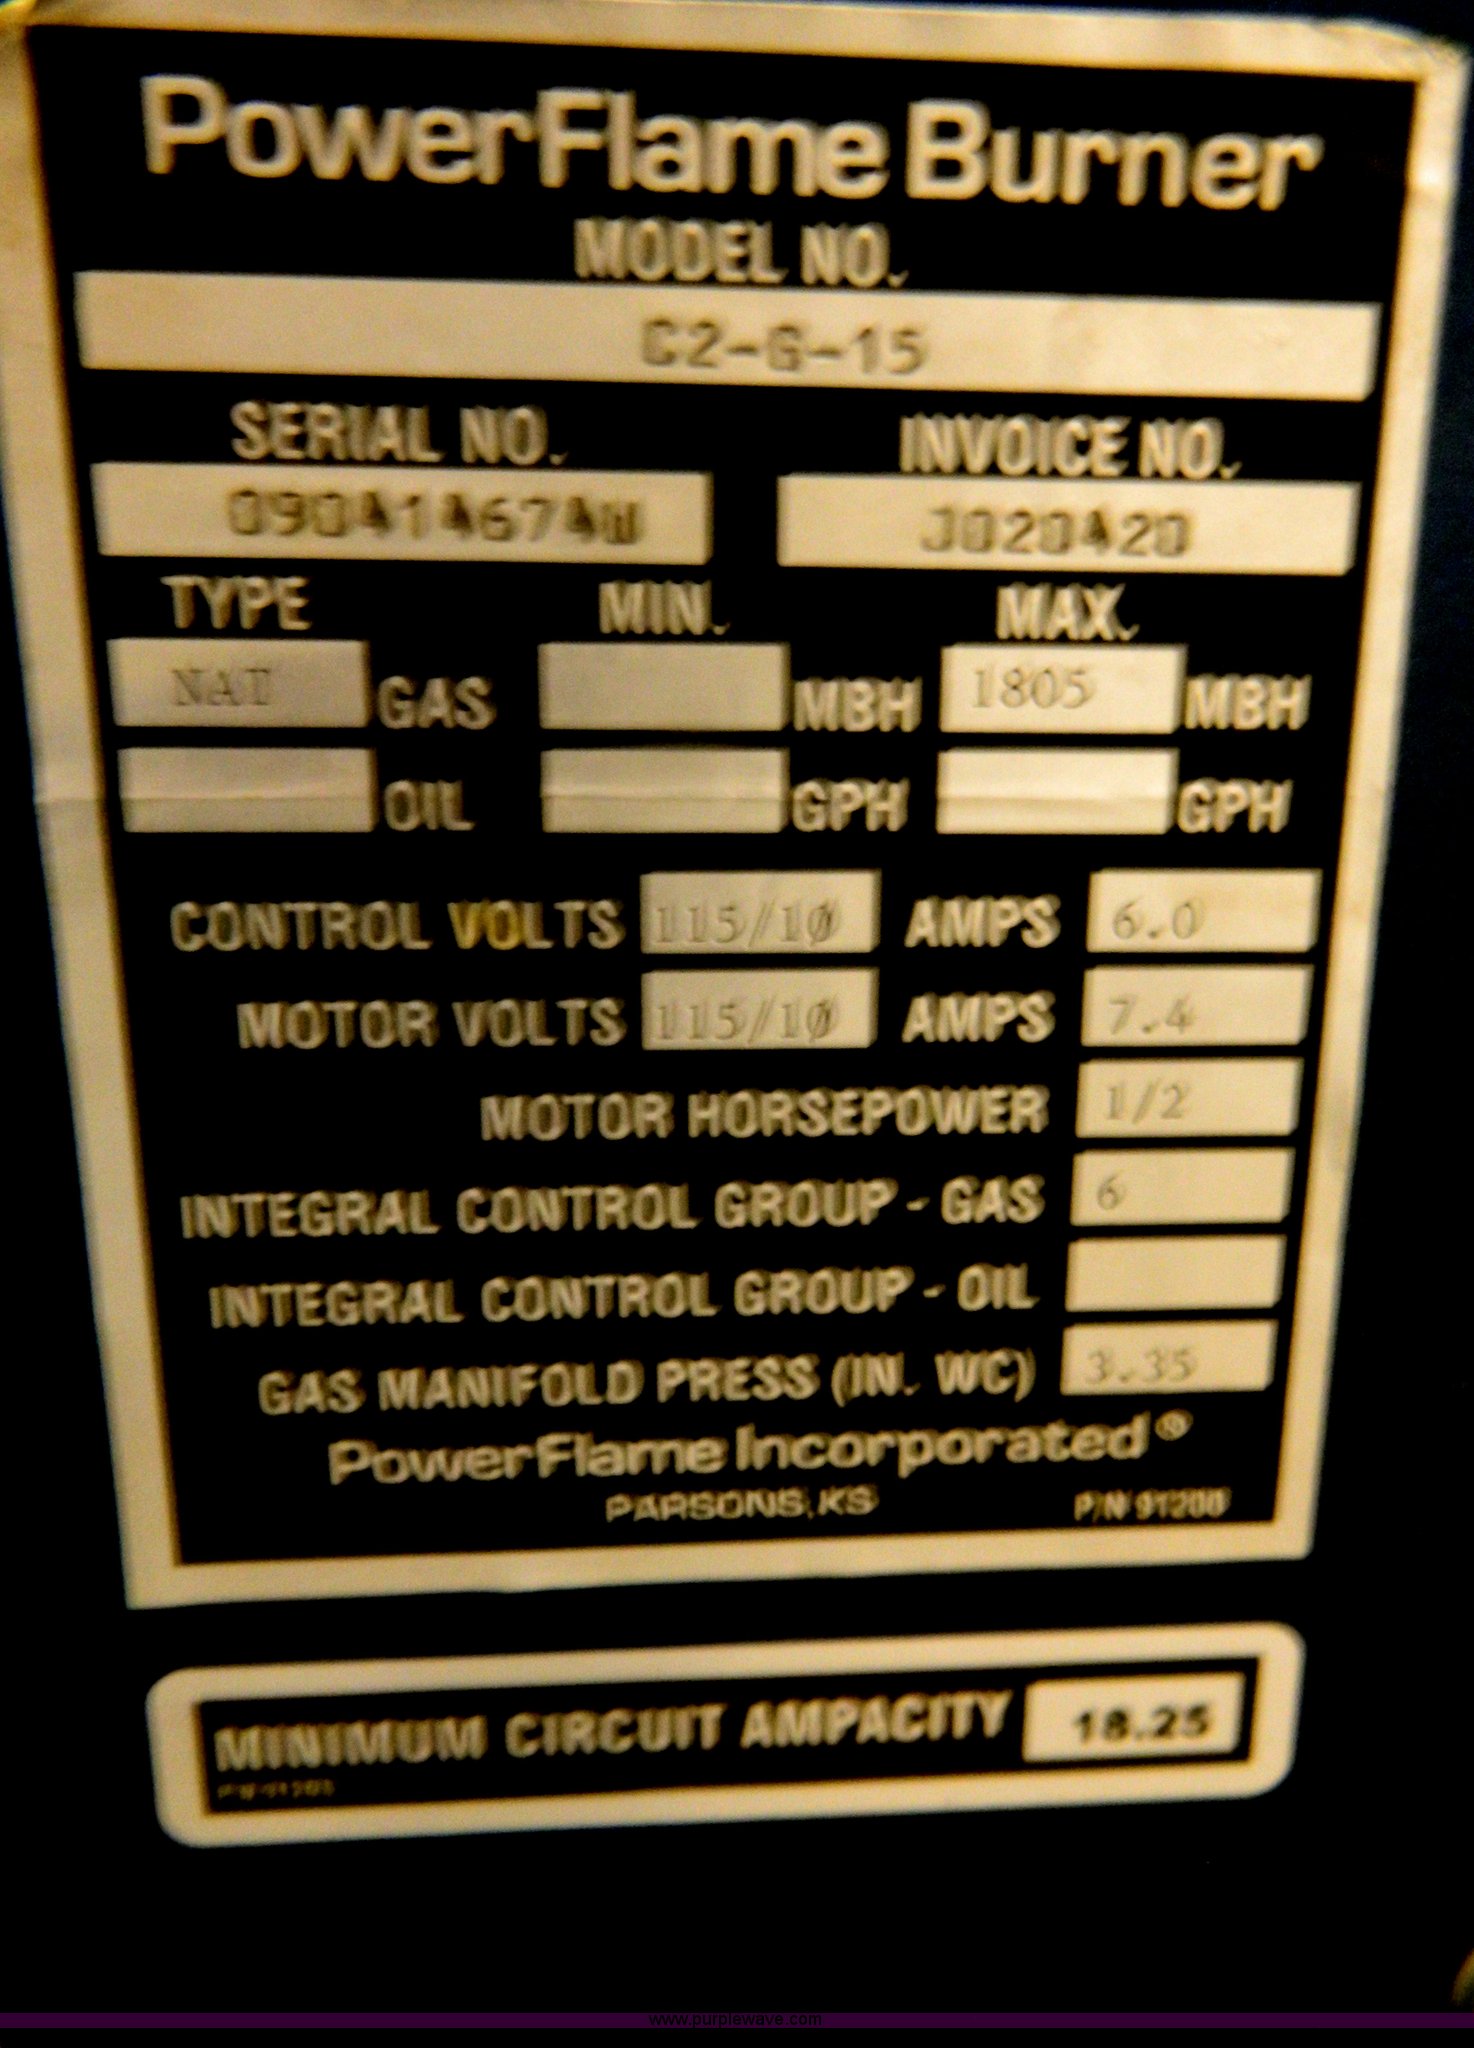 PowerFlame Burner
MODEL NO.
C2-G-15
SERIAL NO. INVOICE NO.
090414674W J020420
TYPE MIN. MAX.
NAT GAS MBH 1805 MBH
OIL GPH GPH
CONTROL VOLTS 115/1Ø AMPS 6.0
MOTOR VOLTS 115/1Ø AMPS 7.4
MOTOR HORSEPOWER 1/2
INTEGRAL CONTROL GROUP - GAS 6
INTEGRAL CONTROL GROUP - OIL
GAS MANIFOLD PRESS (IN. WC) 3.35
PowerFlame Incorporated®
PARSONS, KS P/N 91200
MINIMUM CIRCUIT AMPACITY 18.25
www.purplewave.com